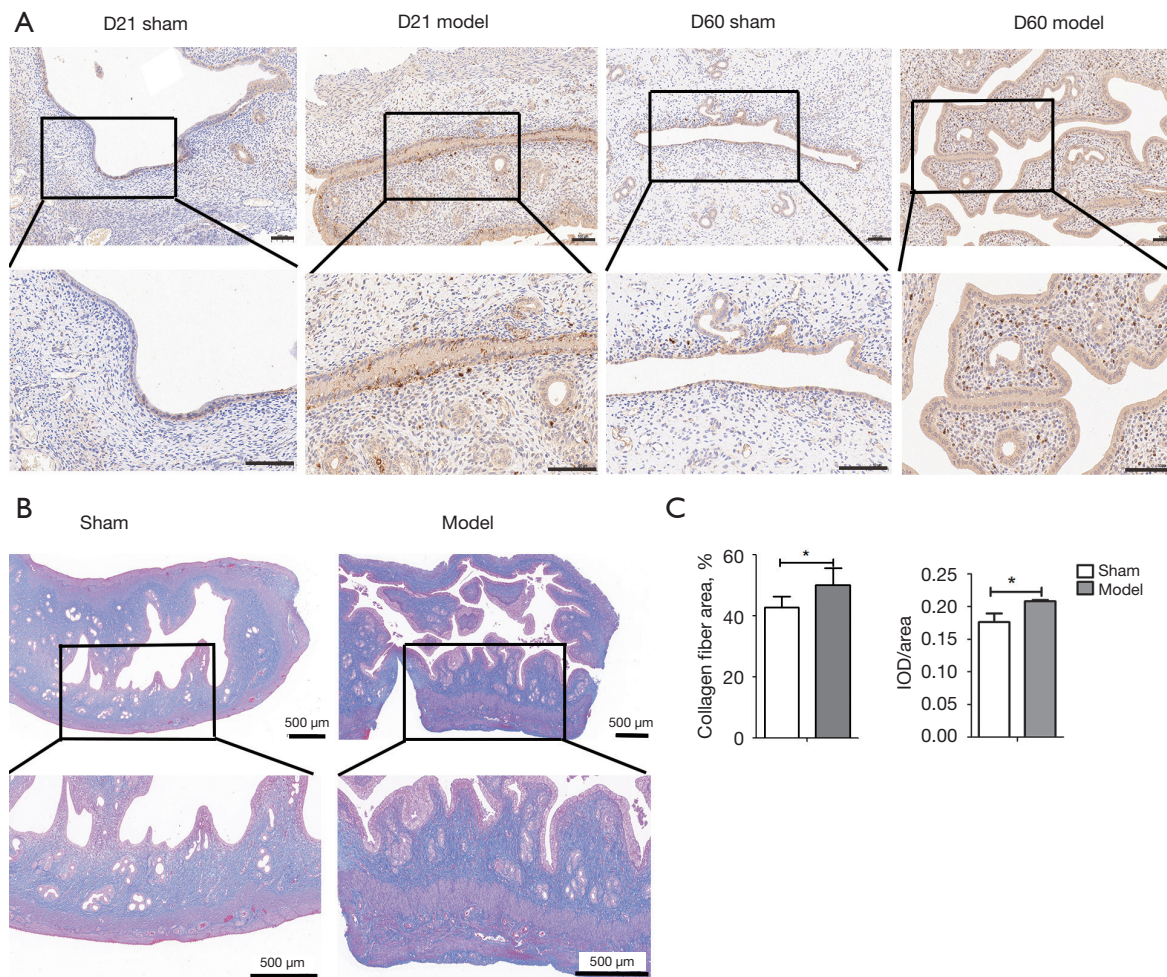 A
D21 sham
D21 model
D60 sham
D60 model
B
Sham
Model
500 µm
500 µm
500 µm
500 µm
C
Collagen fiber area, %
60
40
20
0
*
IOD/area
0.25
0.20
0.15
0.10
0.05
0.00
*
Sham
Model